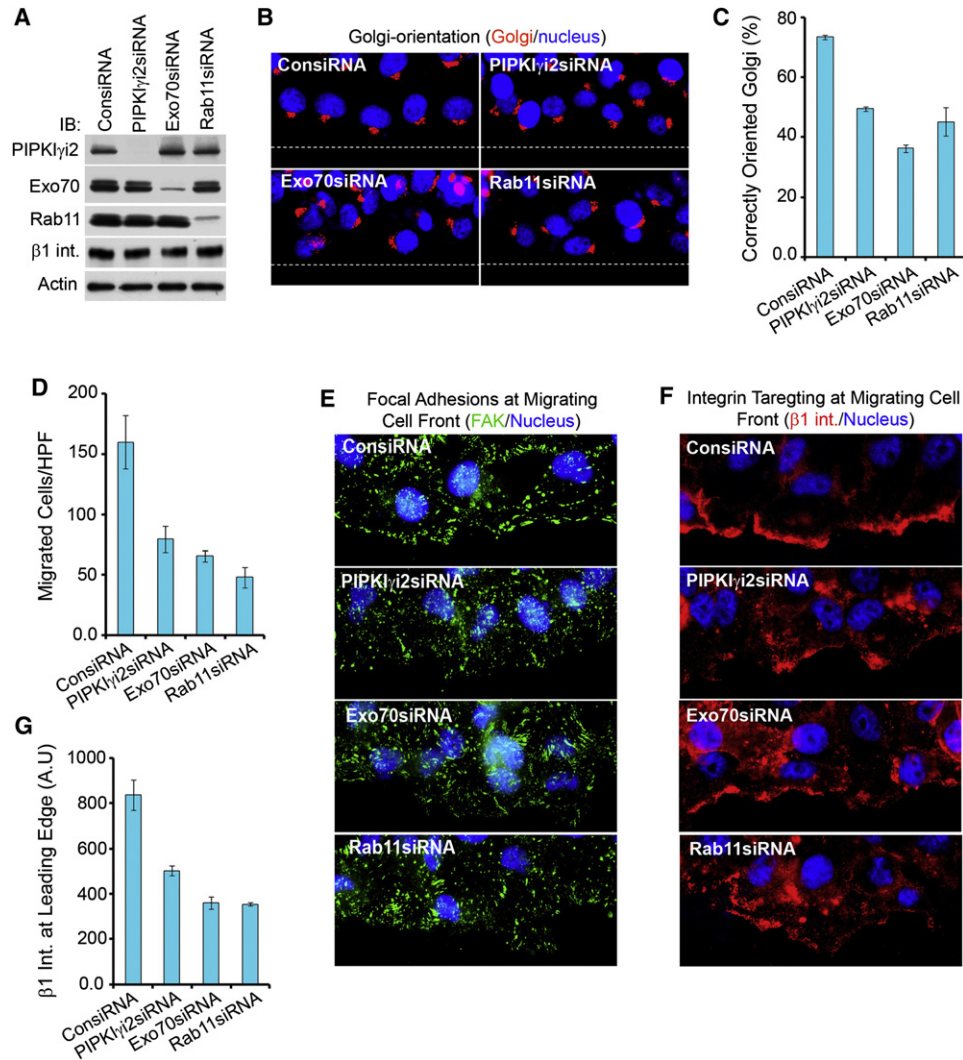 A
ConsiRNA
PIPKIγi2siRNA
Exo70siRNA
Rab11siRNA
IB:
PIPKIγi2
Exo70
Rab11
β1 int.
Actin
B
Golgi-orientation (Golgi/nucleus)
ConsiRNA
PIPKIγi2siRNA
Exo70siRNA
Rab11siRNA
C
Correctly Oriented Golgi (%)
80
60
40
20
0.0
ConsiRNA
PIPKIγi2siRNA
Exo70siRNA
Rab11siRNA
D
Migrated Cells/HPF
200
150
100
50
0.0
ConsiRNA
PIPKIγi2siRNA
Exo70siRNA
Rab11siRNA
E
Focal Adhesions at Migrating
Cell Front (FAK/Nucleus)
ConsiRNA
PIPKIγi2siRNA
Exo70siRNA
Rab11siRNA
F
Integrin Taregting at Migrating Cell
Front (β1 int./Nucleus)
ConsiRNA
PIPKIγi2siRNA
Exo70siRNA
Rab11siRNA
G
β1 Int. at Leading Edge (A.U)
1000
800
600
400
200
0.0
ConsiRNA
PIPKIγi2siRNA
Exo70siRNA
Rab11siRNA